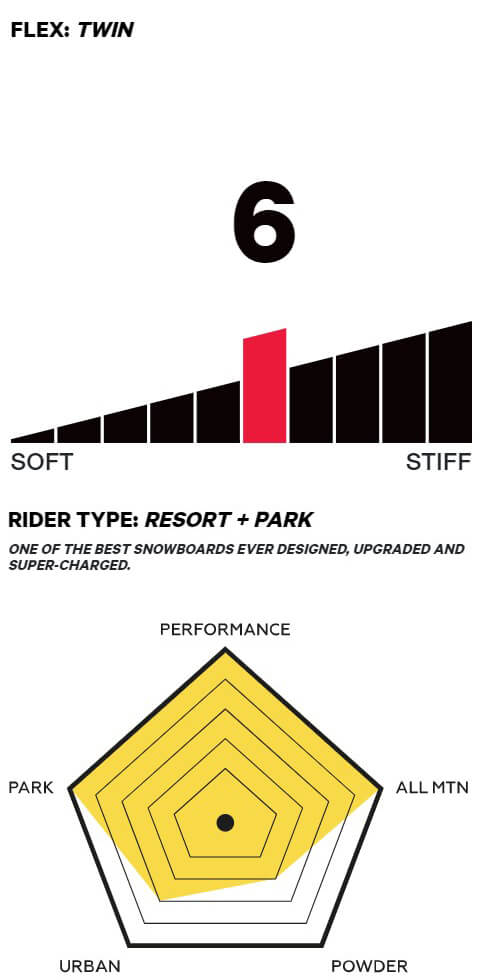 FLEX: TWIN
6
SOFT STIFF
RIDER TYPE: RESORT + PARK
ONE OF THE BEST SNOWBOARDS EVER DESIGNED, UPGRADED AND
SUPER-CHARGED.
PERFORMANCE
PARK ALL MTN
URBAN POWDER